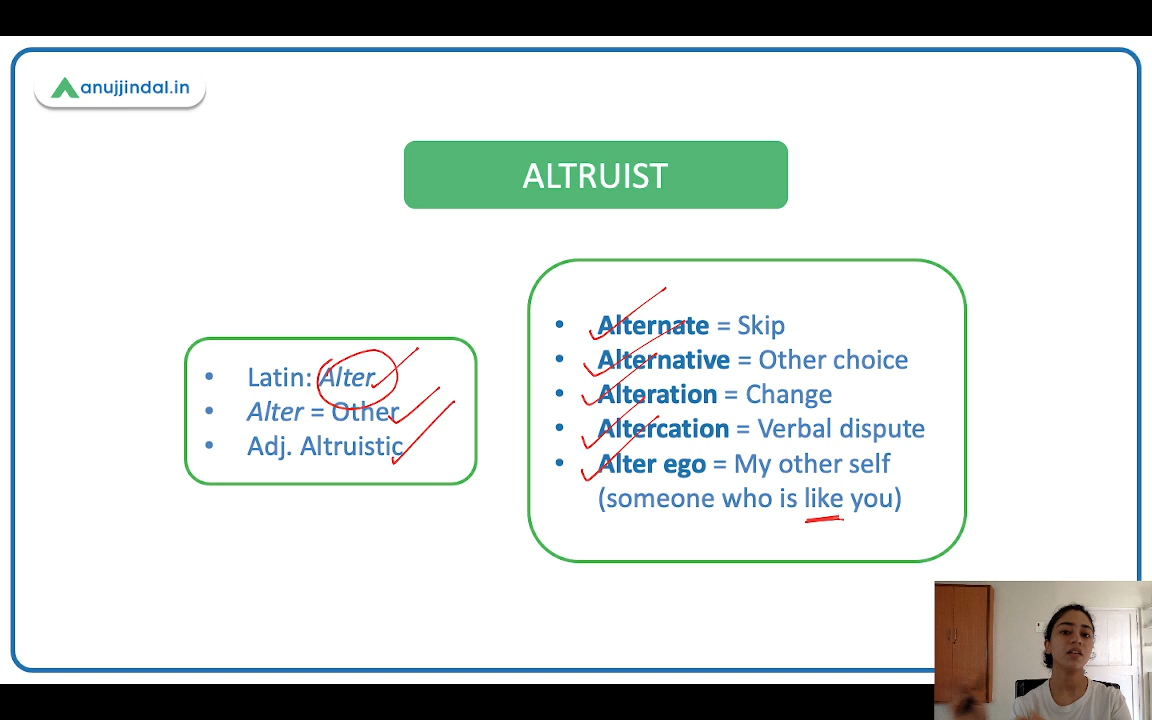 anujjindal.in
ALTRUIST
• Latin: Alter
• Alter = Other
• Adj. Altruistic
• Alternate = Skip
• Alternative = Other choice
• Alteration = Change
• Altercation = Verbal dispute
• Alter ego = My other self
(someone who is like you)